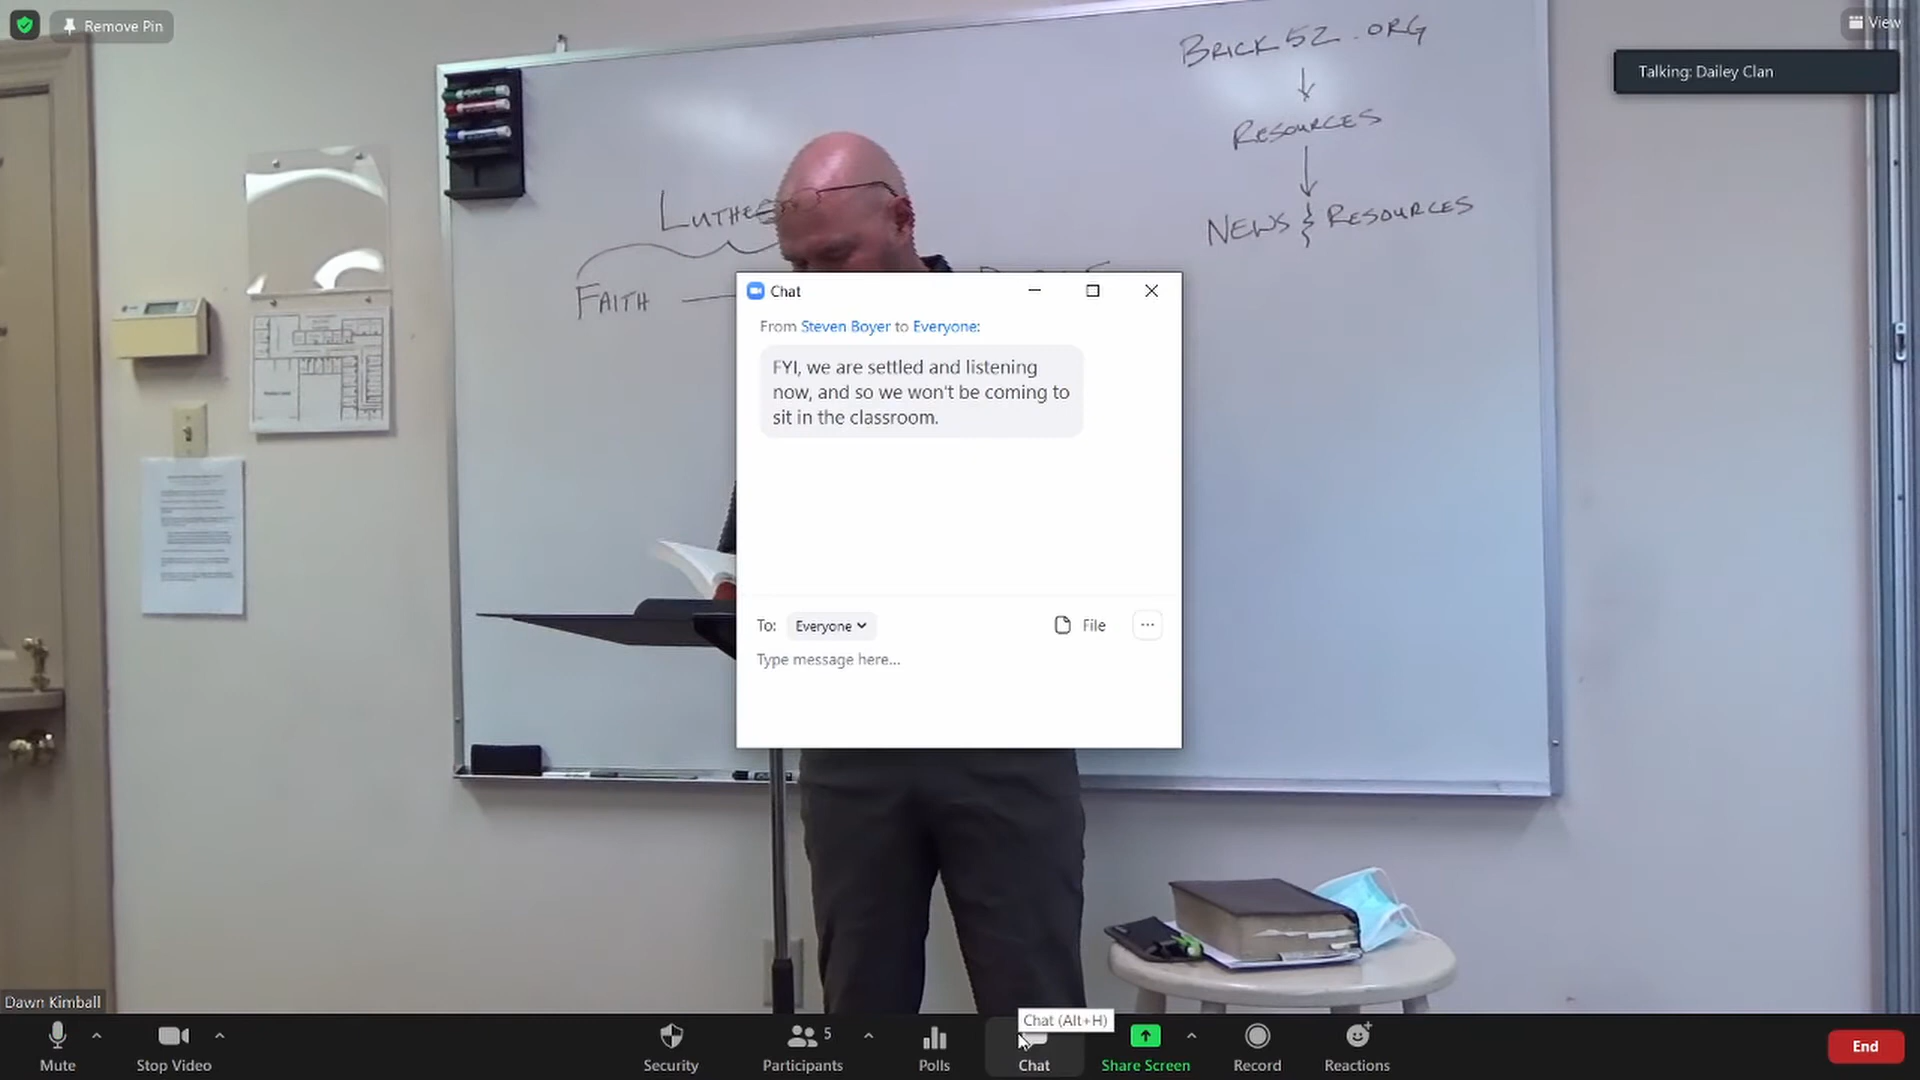 Remove Pin
View
Talking: Dailey Clan
BRICK52.ORG
RESOURCES
NEWS & RESOURCES
FAITH
Chat
From Steven Boyer to Everyone:
FYI, we are settled and listening
now, and so we won't be coming to
sit in the classroom.
To: Everyone
File
Type message here...
Dawn Kimball
Chat (Alt+H)
Mute
Stop Video
Security
5
Participants
Polls
Chat
Share Screen
Record
Reactions
End